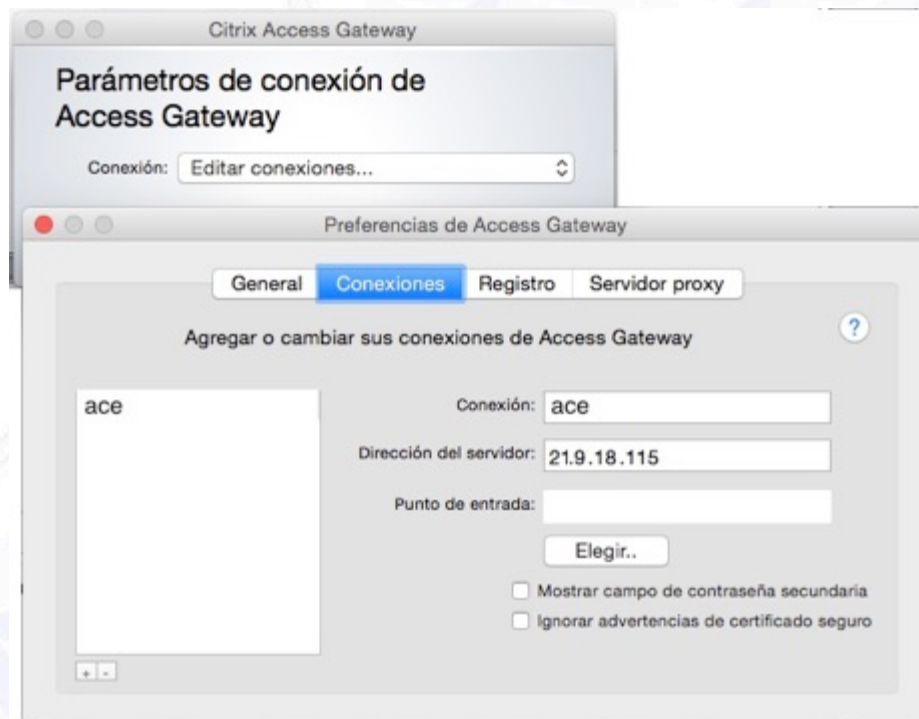 Citrix Access Gateway
Parámetros de conexión de
Access Gateway
Conexión: Editar conexiones...
Preferencias de Access Gateway
General Conexiones Registro Servidor proxy
Agregar o cambiar sus conexiones de Access Gateway
?
ace
Conexión: ace
Dirección del servidor: 21.9.18.115
Punto de entrada:
Elegir..
Mostrar campo de contraseña secundaria
Ignorar advertencias de certificado seguro
+ -